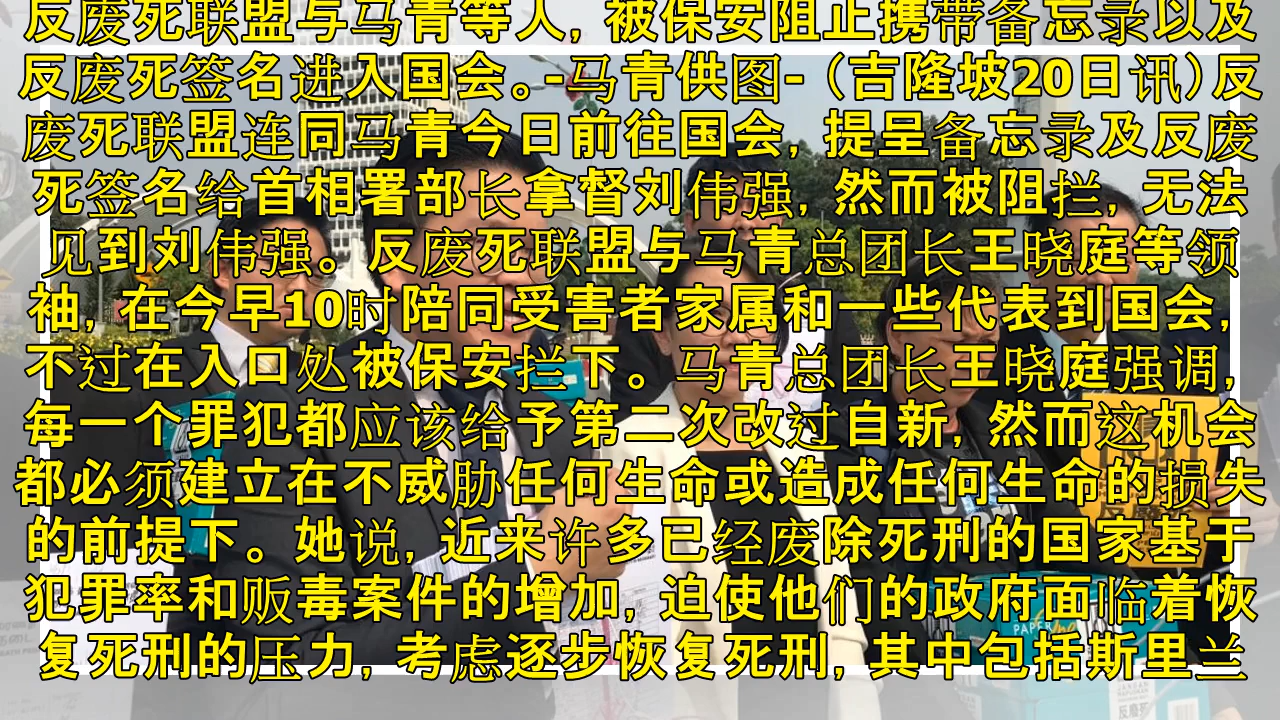 反废死联盟与马青等人，被保安阻止携带备忘录以及
反废死签名进入国会。-马青供图-（吉隆坡20日讯）反
废死联盟连同马青今日前往国会，提呈备忘录及反废
死签名给首相署部长拿督刘伟强，然而被阻拦，无法
见到刘伟强。反废死联盟与马青总团长王晓庭等领
袖，在今早10时陪同受害者家属和一些代表到国会，
不过在入口处被保安拦下。马青总团长王晓庭强调，
每一个罪犯都应该给予第二次改过自新，然而这机会
都必须建立在不威胁任何生命或造成任何生命的损失
的前提下。她说，近来许多已经废除死刑的国家基于
犯罪率和贩毒案件的增加，迫使他们的政府面临着恢
复死刑的压力，考虑逐步恢复死刑，其中包括斯里兰
PAPER
反廢死